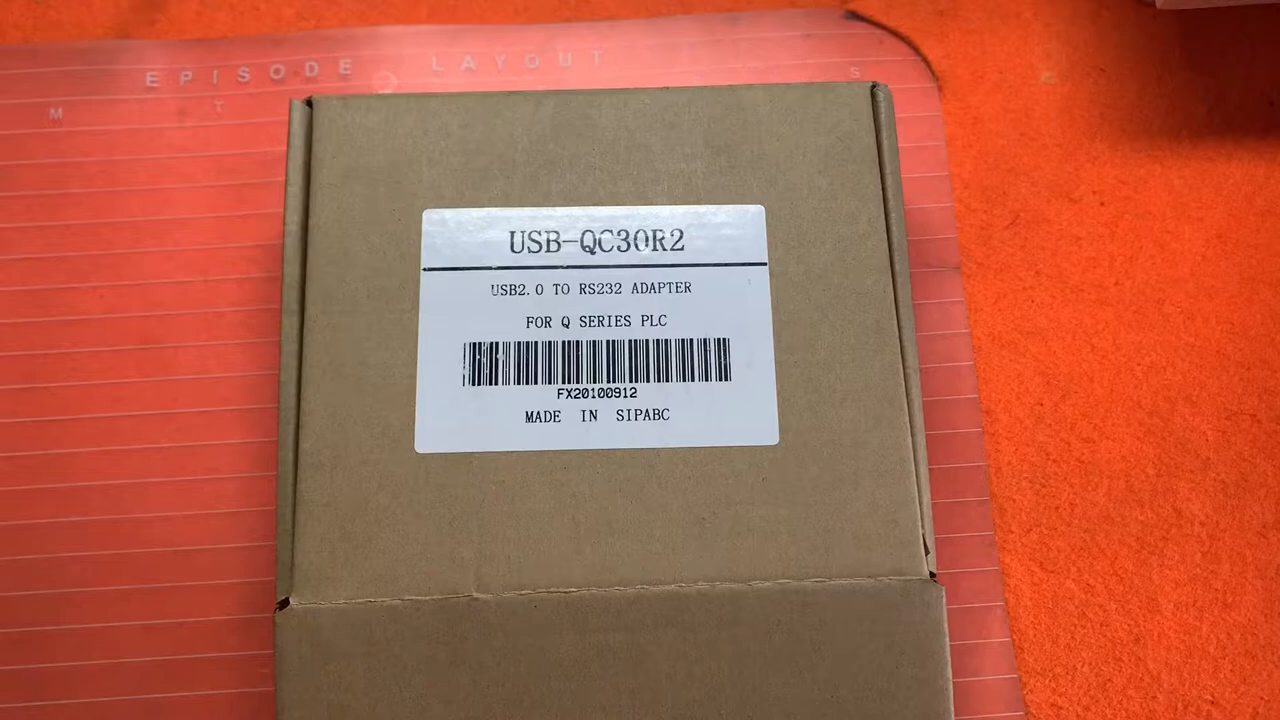 EPISODE LAYOUT
M T S
USB-QC30R2
USB2.0 TO RS232 ADAPTER
FOR Q SERIES PLC
FX20100912
MADE IN SIPABC